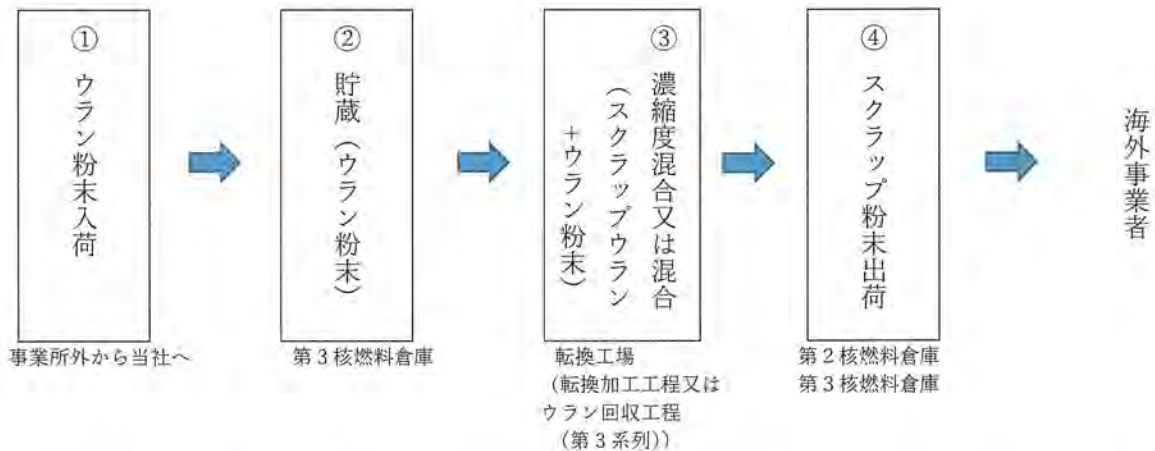 ①
ウラン粉末入荷
事業所外から当社へ
②
貯蔵（ウラン粉末）
第3核燃料倉庫
③
濃縮度混合又は混合
（スクラップウラン
＋ウラン粉末）
転換工場
（転換加工工程又は
ウラン回収工程
（第3系列））
④
スクラップ粉末出荷
第2核燃料倉庫
第3核燃料倉庫
海外事業者